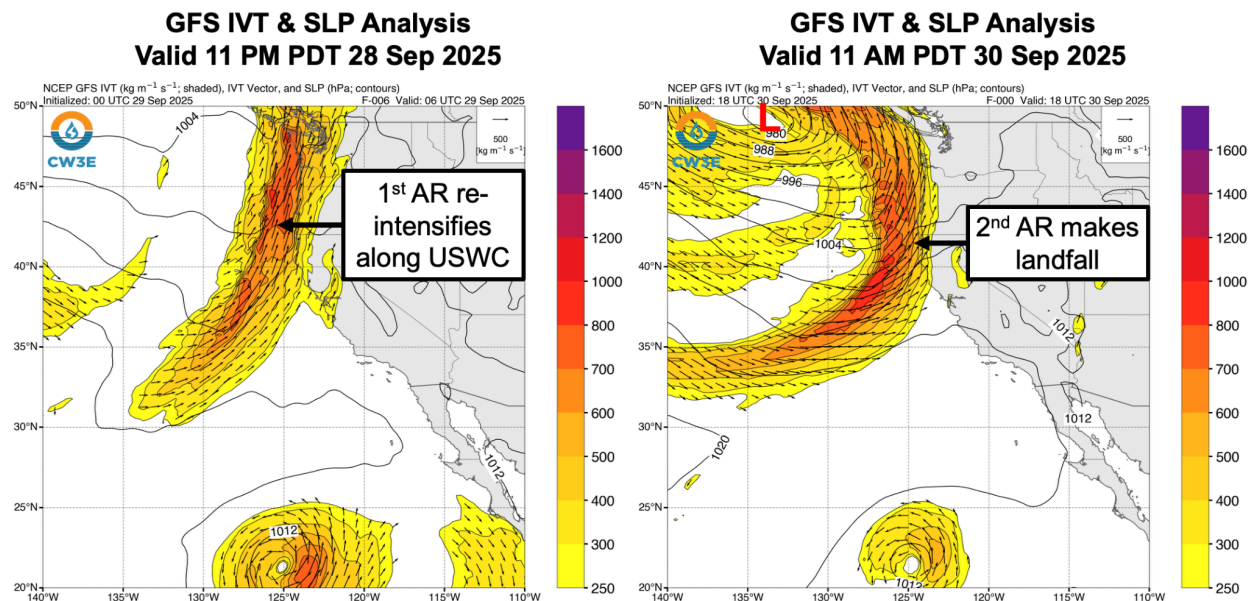 GFS IVT & SLP Analysis
Valid 11 PM PDT 28 Sep 2025
NCEP GFS IVT (kg m⁻¹ s⁻¹; shaded), IVT Vector, and SLP (hPa; contours)
Initialized: 00 UTC 29 Sep 2025 F-006 Valid: 06 UTC 29 Sep 2025
50°N
45°N
40°N
35°N
30°N
25°N
20°N
140°W 135°W 130°W 125°W 120°W 115°W 110°W
CW3E
1004
500
[kg m⁻¹ s⁻¹]
1st AR re-
intensifies
along USWC
1012
1012
1600
1400
1200
1000
800
700
600
500
400
300
250
GFS IVT & SLP Analysis
Valid 11 AM PDT 30 Sep 2025
NCEP GFS IVT (kg m⁻¹ s⁻¹; shaded), IVT Vector, and SLP (hPa; contours)
Initialized: 18 UTC 30 Sep 2025 F-000 Valid: 18 UTC 30 Sep 2025
50°N
45°N
40°N
35°N
30°N
25°N
20°N
140°W 135°W 130°W 125°W 120°W 115°W 110°W
CW3E
L
980
988
996
1004
500
[kg m⁻¹ s⁻¹]
2nd AR makes
landfall
1012
1012
1020
1012
1600
1400
1200
1000
800
700
600
500
400
300
250